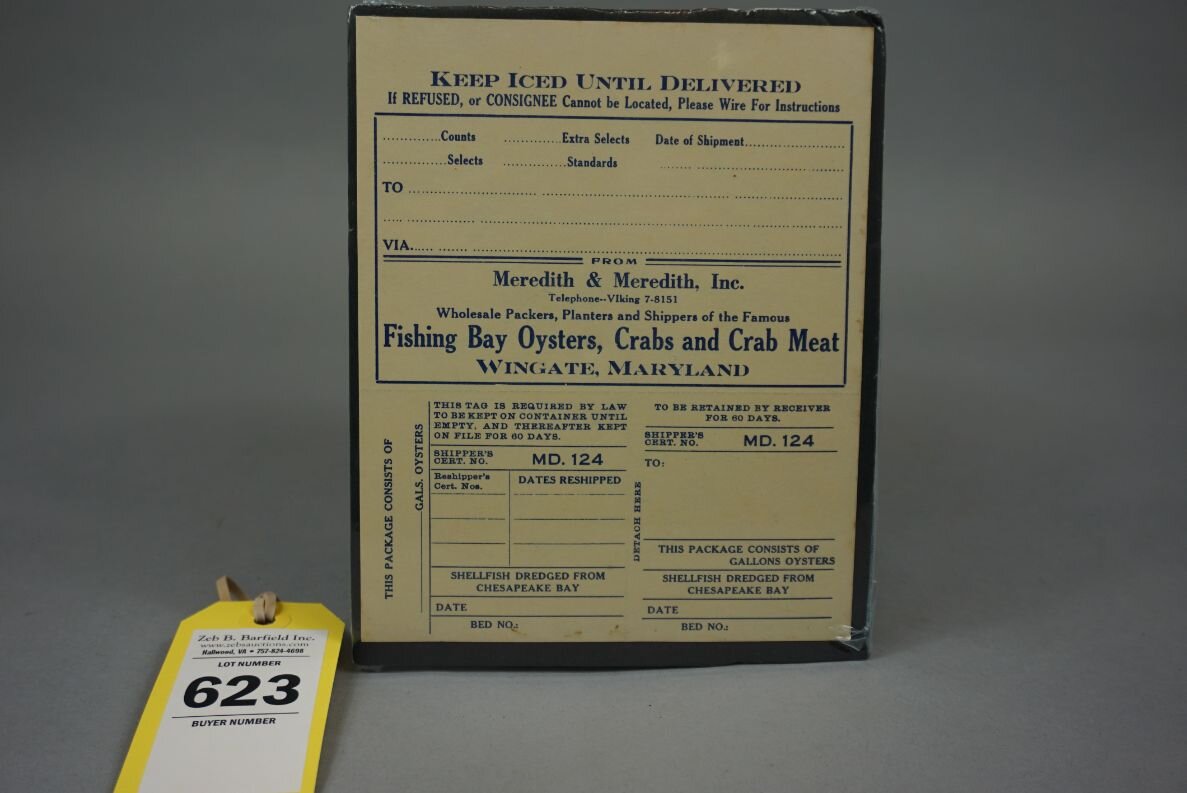 KEEP ICED UNTIL DELIVERED
If REFUSED, or CONSIGNEE Cannot be Located, Please Wire For Instructions
.............Counts .............Extra Selects Date of Shipment......................
..............Selects ..............Standards
TO
VIA
FROM
Meredith & Meredith, Inc.
Telephone--VIking 7-8151
Wholesale Packers, Planters and Shippers of the Famous
Fishing Bay Oysters, Crabs and Crab Meat
WINGATE, MARYLAND
THIS PACKAGE CONSISTS OF
GALS. OYSTERS
THIS TAG IS REQUIRED BY LAW
TO BE KEPT ON CONTAINER UNTIL
EMPTY, AND THEREAFTER KEPT
ON FILE FOR 60 DAYS.
SHIPPER'S
CERT. NO. MD. 124
Reshipper's
Cert. Nos.
DATES RESHIPPED
SHELLFISH DREDGED FROM
CHESAPEAKE BAY
DATE
BED NO.:
DETACH HERE
TO BE RETAINED BY RECEIVER
FOR 60 DAYS.
SHIPPER'S
CERT. NO. MD. 124
TO:
THIS PACKAGE CONSISTS OF
GALLONS OYSTERS
SHELLFISH DREDGED FROM
CHESAPEAKE BAY
DATE
BED NO.:
Zeb B. Barfield Inc.
www.zebsauctions.com
Hallwood, VA • 757-824-4698
LOT NUMBER
623
BUYER NUMBER